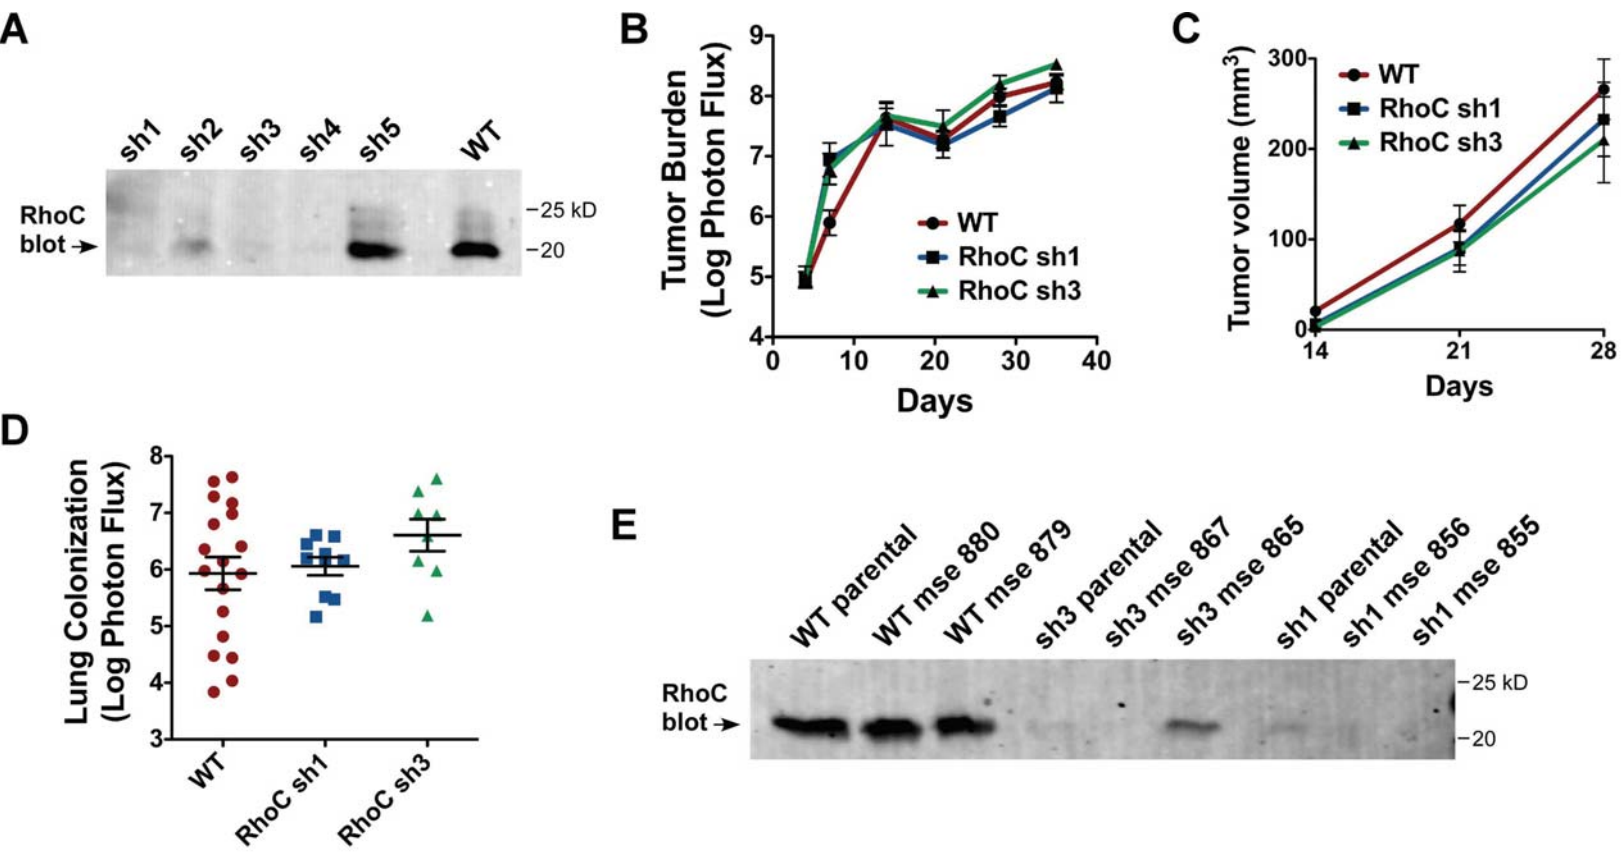 A
sh1
sh2
sh3
sh4
sh5
WT
RhoC
blot
25 kD
20
B
Tumor Burden
(Log Photon Flux)
9
8
7
6
5
4
0
10
20
30
40
Days
WT
RhoC sh1
RhoC sh3
C
Tumor volume (mm³)
300
200
100
0
14
21
28
Days
WT
RhoC sh1
RhoC sh3
D
Lung Colonization
(Log Photon Flux)
8
7
6
5
4
3
WT
RhoC sh1
RhoC sh3
E
WT parental
WT mse 880
WT mse 879
sh3 parental
sh3 mse 867
sh3 mse 865
sh1 parental
sh1 mse 856
sh1 mse 855
RhoC
blot
25 kD
20